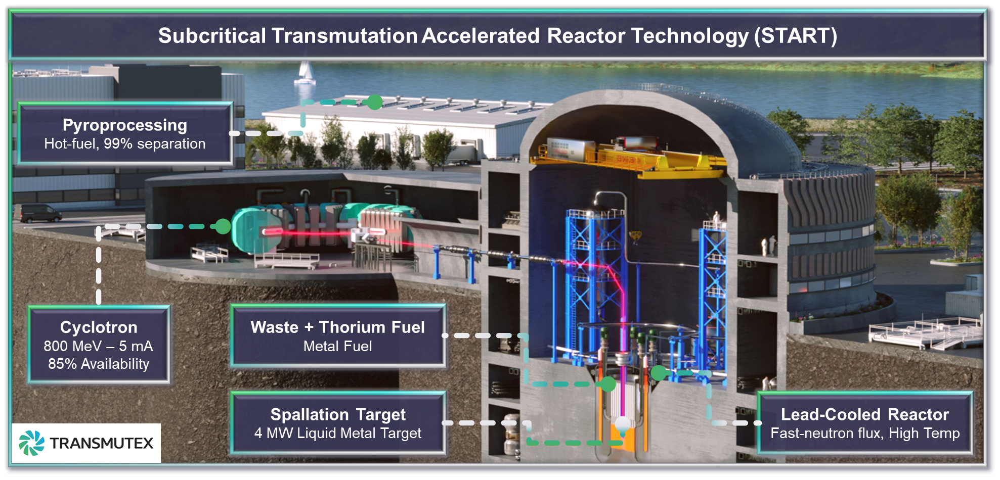 Subcritical Transmutation Accelerated Reactor Technology (START)
Pyroprocessing
Hot-fuel, 99% separation
Cyclotron
800 MeV – 5 mA
85% Availability
Waste + Thorium Fuel
Metal Fuel
Spallation Target
4 MW Liquid Metal Target
Lead-Cooled Reactor
Fast-neutron flux, High Temp
TRANSMUTEX